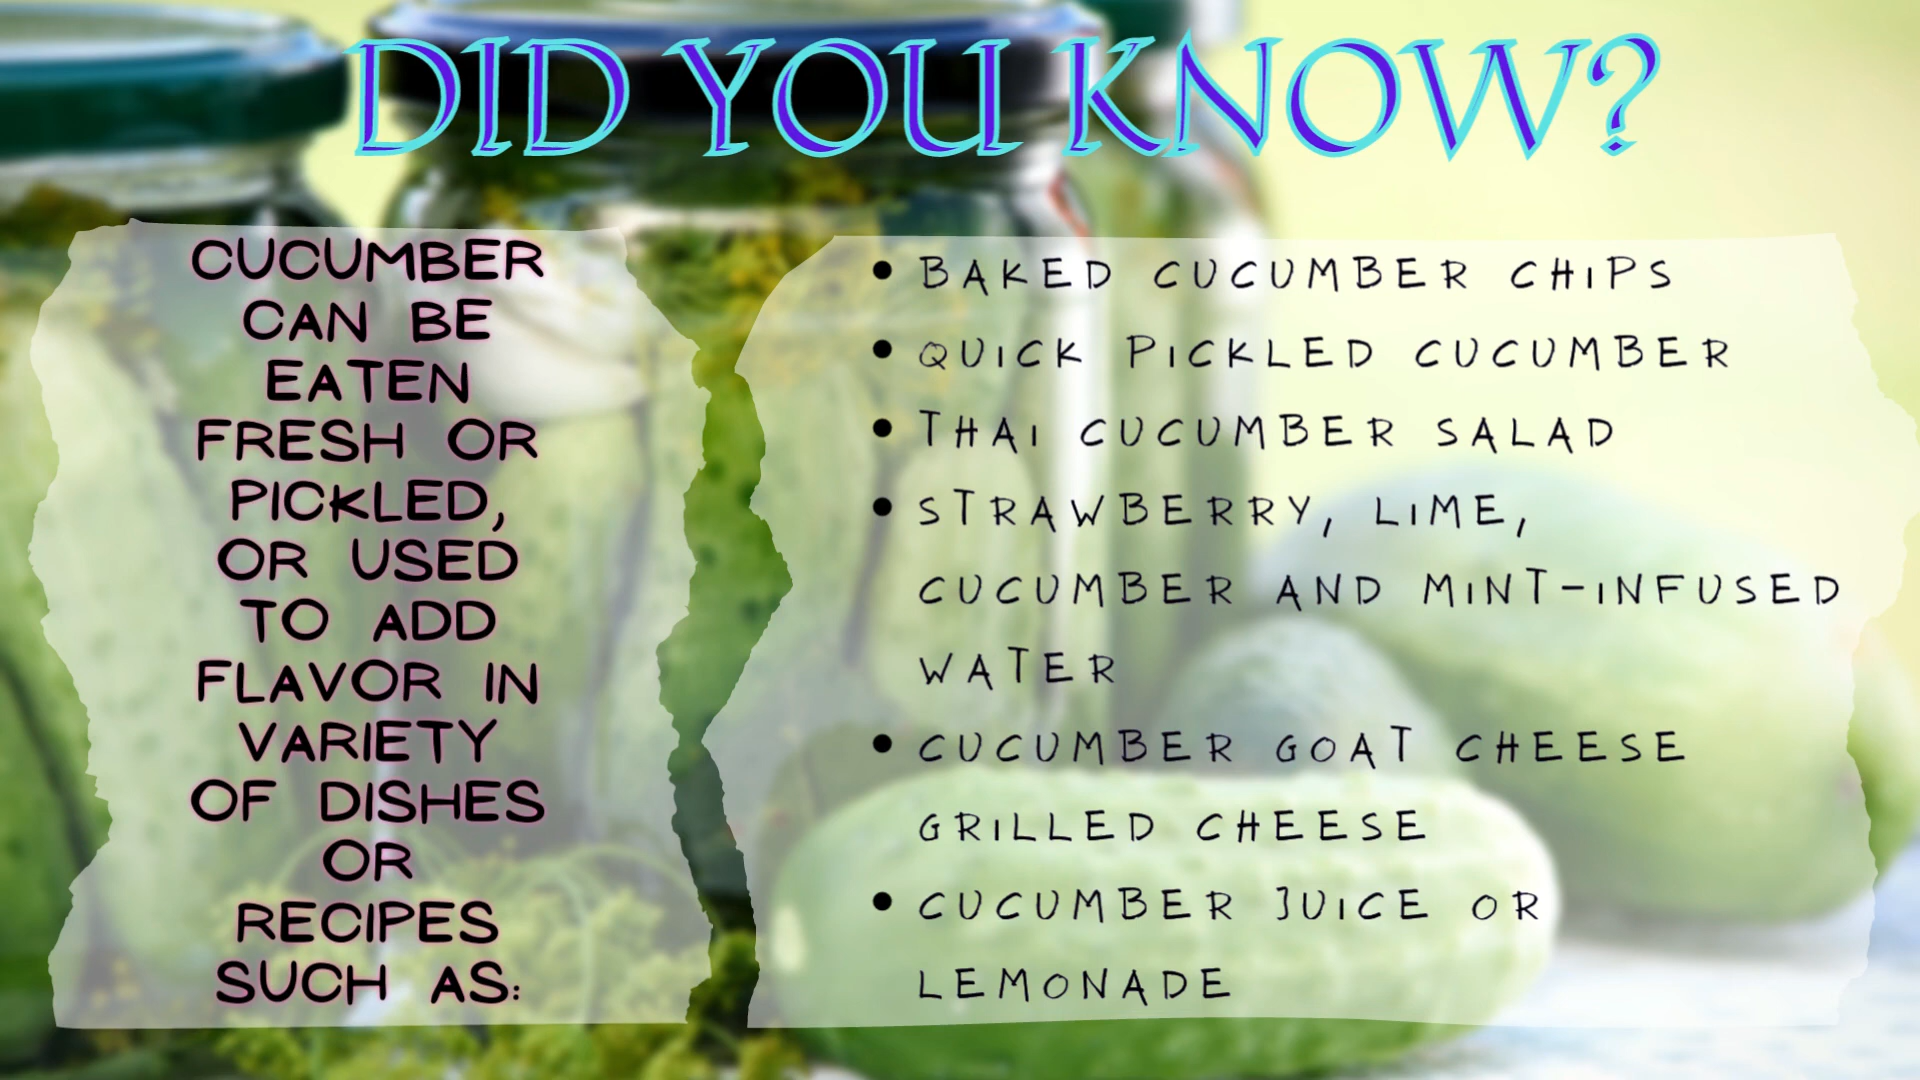 DID YOU KNOW?
CUCUMBER
CAN BE
EATEN
FRESH OR
PICKLED,
OR USED
TO ADD
FLAVOR IN
VARIETY
OF DISHES
OR
RECIPES
SUCH AS:
• BAKED CUCUMBER CHIPS
• QUICK PICKLED CUCUMBER
• THAI CUCUMBER SALAD
• STRAWBERRY, LIME,
CUCUMBER AND MINT-INFUSED
WATER
• CUCUMBER GOAT CHEESE
GRILLED CHEESE
• CUCUMBER JUICE OR
LEMONADE